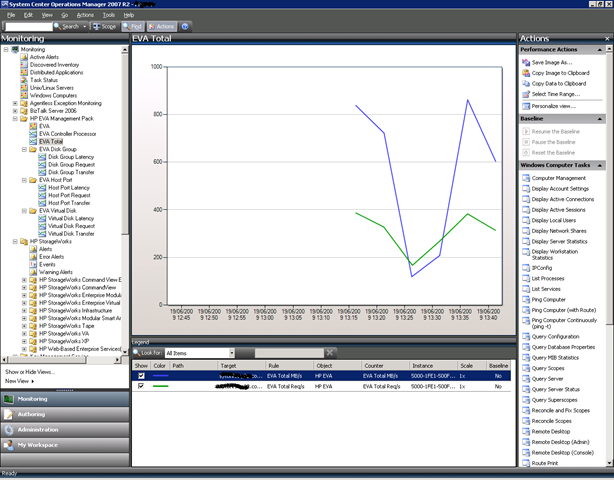 System Center Operations Manager 2007 R2 -
File Edit View Go Actions Tools Help
Search Scope Find Actions
Monitoring
Monitoring
Active Alerts
Discovered Inventory
Distributed Applications
Task Status
Unix/Linux Servers
Windows Computers
Agentless Exception Monitoring
BizTalk Server 2006
HP EVA Management Pack
EVA
EVA Controller Processor
EVA Total
EVA Disk Group
Disk Group Latency
Disk Group Request
Disk Group Transfer
EVA Host Port
Host Port Latency
Host Port Request
Host Port Transfer
EVA Virtual Disk
Virtual Disk Latency
Virtual Disk Request
Virtual Disk Transfer
HP StorageWorks
Alerts
Error Alerts
Events
Warning Alerts
HP StorageWorks Command View E
HP StorageWorks CommandView
HP StorageWorks Enterprise Modula
HP StorageWorks Enterprise Virtual
HP StorageWorks Infrastructure
HP StorageWorks Modular Smart Ar
HP StorageWorks Tape
HP StorageWorks VA
HP StorageWorks XP
HP Web-Based Enterprise Services(
Show or Hide Views...
New View
Monitoring
Authoring
Administration
My Workspace
Ready
EVA Total
1000
800
600
400
200
0
19/06/200 19/06/200 19/06/200 19/06/200 19/06/200 19/06/200 19/06/200 19/06/200 19/06/200 19/06/200 19/06/200 19/06/200
9 12:45 9 12:50 9 12:55 9 13:00 9 13:05 9 13:10 9 13:15 9 13:20 9 13:25 9 13:30 9 13:35 9 13:40
Legend
Look for: All Items
Show Color Path Target Rule Object Counter Instance Scale Baseline
.co... EVA Total MB/s HP EVA EVA Total MB/s 5000-1FE1-500F... 1x No
co... EVA Total Req/s HP EVA EVA Total Req/s 5000-1FE1-500F... 1x No
Actions
Performance Actions
Save Image As...
Copy Image to Clipboard
Copy Data to Clipboard
Select Time Range...
Personalize view...
Baseline
Resume the Baseline
Pause the Baseline
Reset the Baseline
Windows Computer Tasks
Computer Management
Display Account Settings
Display Active Connections
Display Active Sessions
Display Local Users
Display Network Shares
Display Server Statistics
Display Workstation
Statistics
IPConfig
List Processes
List Services
Ping Computer
Ping Computer (with Route)
Ping Computer Continuously
(ping -t)
Query Configuration
Query Database Properties
Query MIB Statistics
Query Scopes
Query Server
Query Server Status
Query Superscopes
Reconcile and Fix Scopes
Reconcile Scopes
Remote Desktop
Remote Desktop (Admin)
Remote Desktop (Console)
Route Print